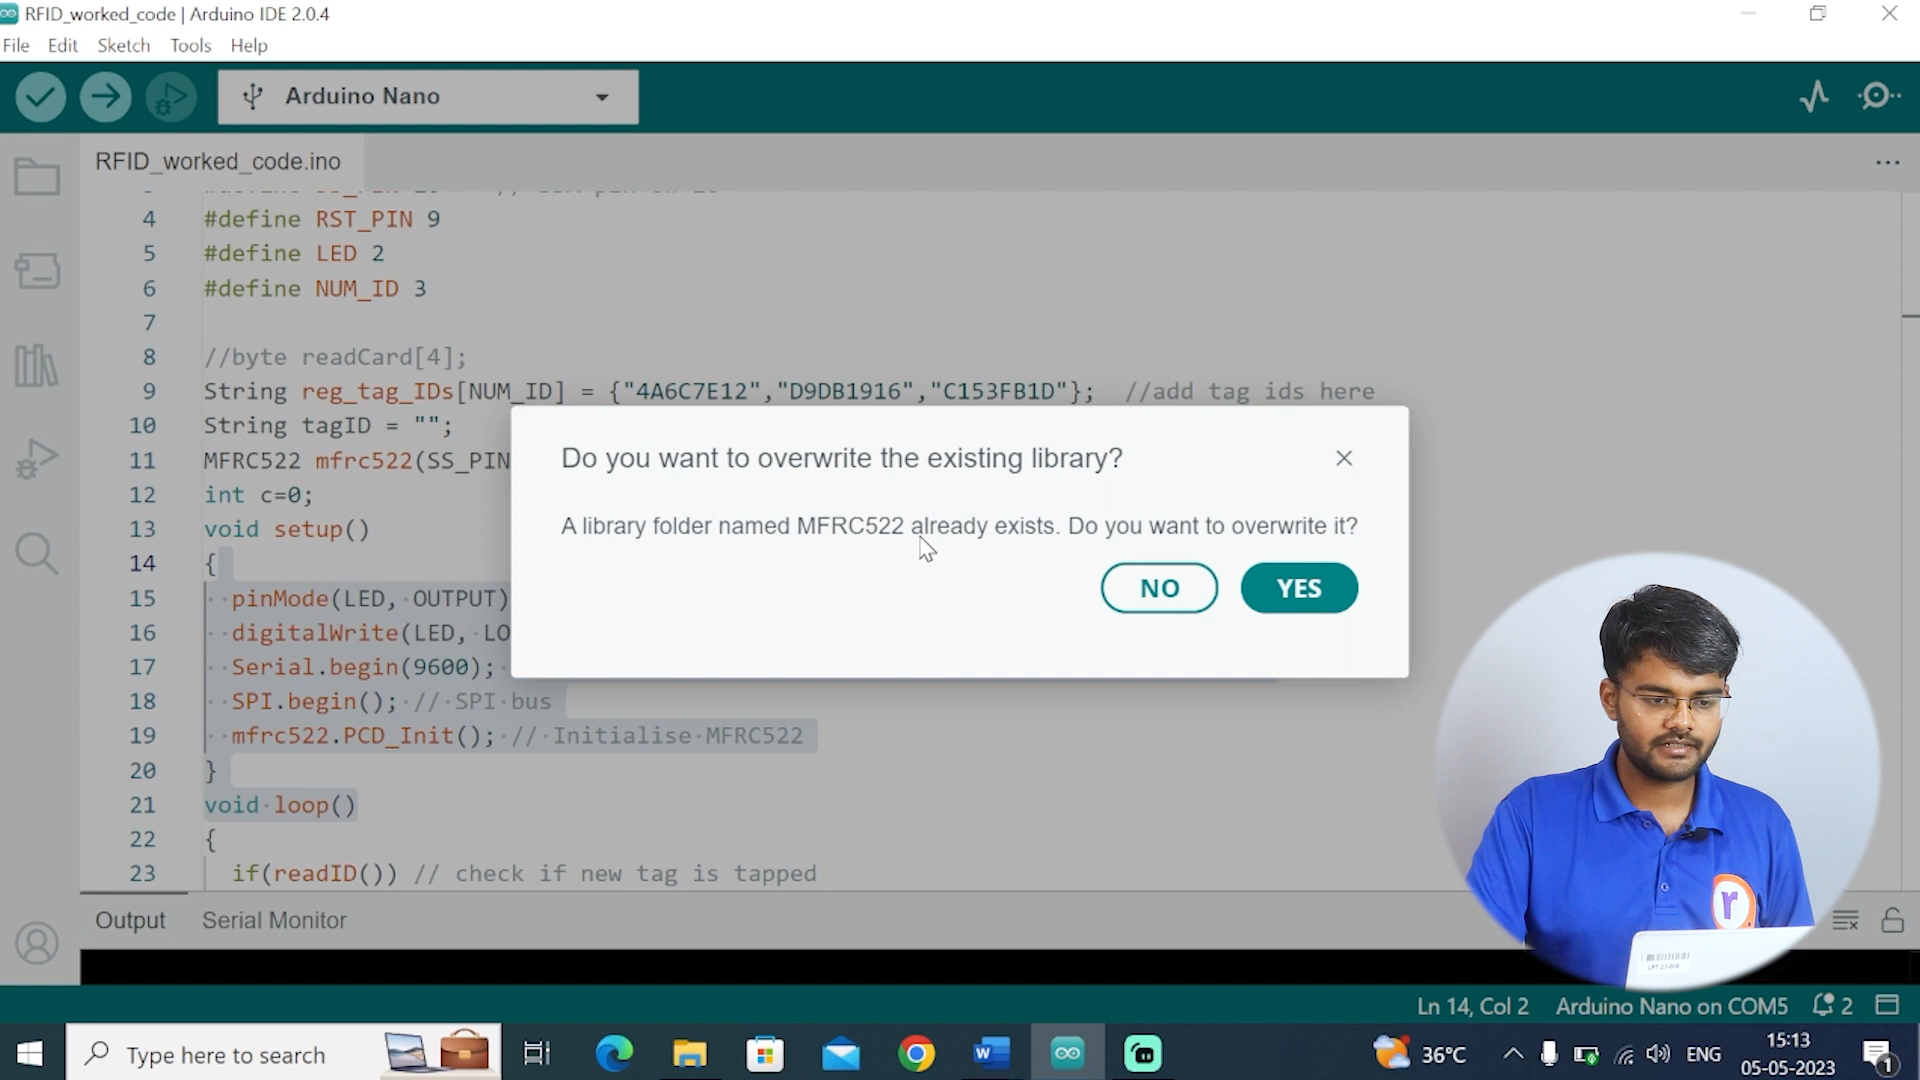 RFID_worked_code | Arduino IDE 2.0.4
File Edit Sketch Tools Help
Arduino Nano
RFID_worked_code.ino
4 #define RST_PIN 9
5 #define LED 2
6 #define NUM_ID 3
7
8 //byte readCard[4];
9 String reg_tag_IDs[NUM_ID] = {"4A6C7E12","D9DB1916","C153FB1D"}; //add tag ids here
10 String tagID = "";
11 MFRC522 mfrc522(SS_PIN
12 int c=0;
13 void setup()
14 {
15 pinMode(LED, OUTPUT)
16 digitalWrite(LED, LO
17 Serial.begin(9600);
18 SPI.begin(); // SPI bus
19 mfrc522.PCD_Init(); // Initialise MFRC522
20 }
21 void loop()
22 {
23 if(readID()) // check if new tag is tapped
Do you want to overwrite the existing library?
A library folder named MFRC522 already exists. Do you want to overwrite it?
NO YES
r
Output Serial Monitor
Ln 14, Col 2 Arduino Nano on COM5 2
Type here to search
36°C ENG 15:13
05-05-2023
1